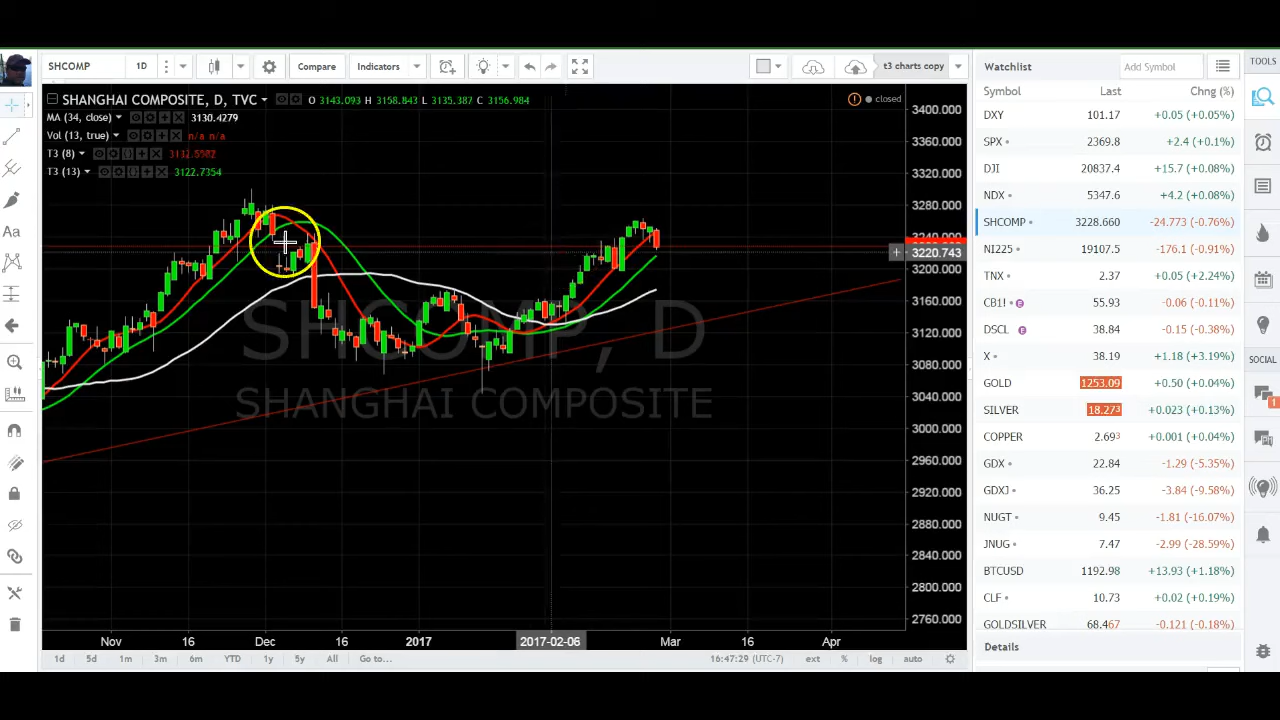 SHCOMP 1D Compare Indicators t3 charts copy
Watchlist Add Symbol TOOLS
SHANGHAI COMPOSITE, D, TVC O 3143.093 H 3158.843 L 3135.387 C 3156.984 closed
MA (34, close) 3130.4279
Vol (13, true) n/a n/a
T3 (8)
T3 (13) 3122.7354
3400.000
3360.000
3320.000
3280.000
3240.000
3220.743
3200.000
3160.000
3120.000
3080.000
3040.000
3000.000
2960.000
2920.000
2880.000
2840.000
2800.000
2760.000
SHCOMP, D
SHANGHAI COMPOSITE
Nov 16 Dec 16 2017 2017-02-06 Mar 16 Apr
1d 5d 1m 3m 6m YTD 1y 5y All Go to... 16:47:29 (UTC-7) ext % log auto
Symbol Last Chng (%)
DXY 101.17 +0.05 (+0.05%)
SPX 2369.8 +2.4 (+0.1%)
DJI 20837.4 +15.7 (+0.08%)
NDX 5347.6 +4.2 (+0.08%)
SHCOMP 3228.660 -24.773 (-0.76%)
NI225 19107.5 -176.1 (-0.91%)
TNX 2.37 +0.05 (+2.24%)
CB1! E 55.93 -0.06 (-0.11%)
DSCL E 38.84 -0.15 (-0.38%)
X 38.19 +1.18 (+3.19%)
GOLD 1253.09 +0.50 (+0.04%)
SILVER 18.273 +0.023 (+0.13%)
COPPER 2.693 +0.001 (+0.04%)
GDX 22.84 -1.29 (-5.35%)
GDXJ 36.25 -3.84 (-9.58%)
NUGT 9.45 -1.81 (-16.07%)
JNUG 7.47 -2.99 (-28.59%)
BTCUSD 1192.98 +13.93 (+1.18%)
CLF 10.73 +0.02 (+0.19%)
GOLDSILVER 68.467 -0.121 (-0.18%)
Details
SOCIAL
1
Aa